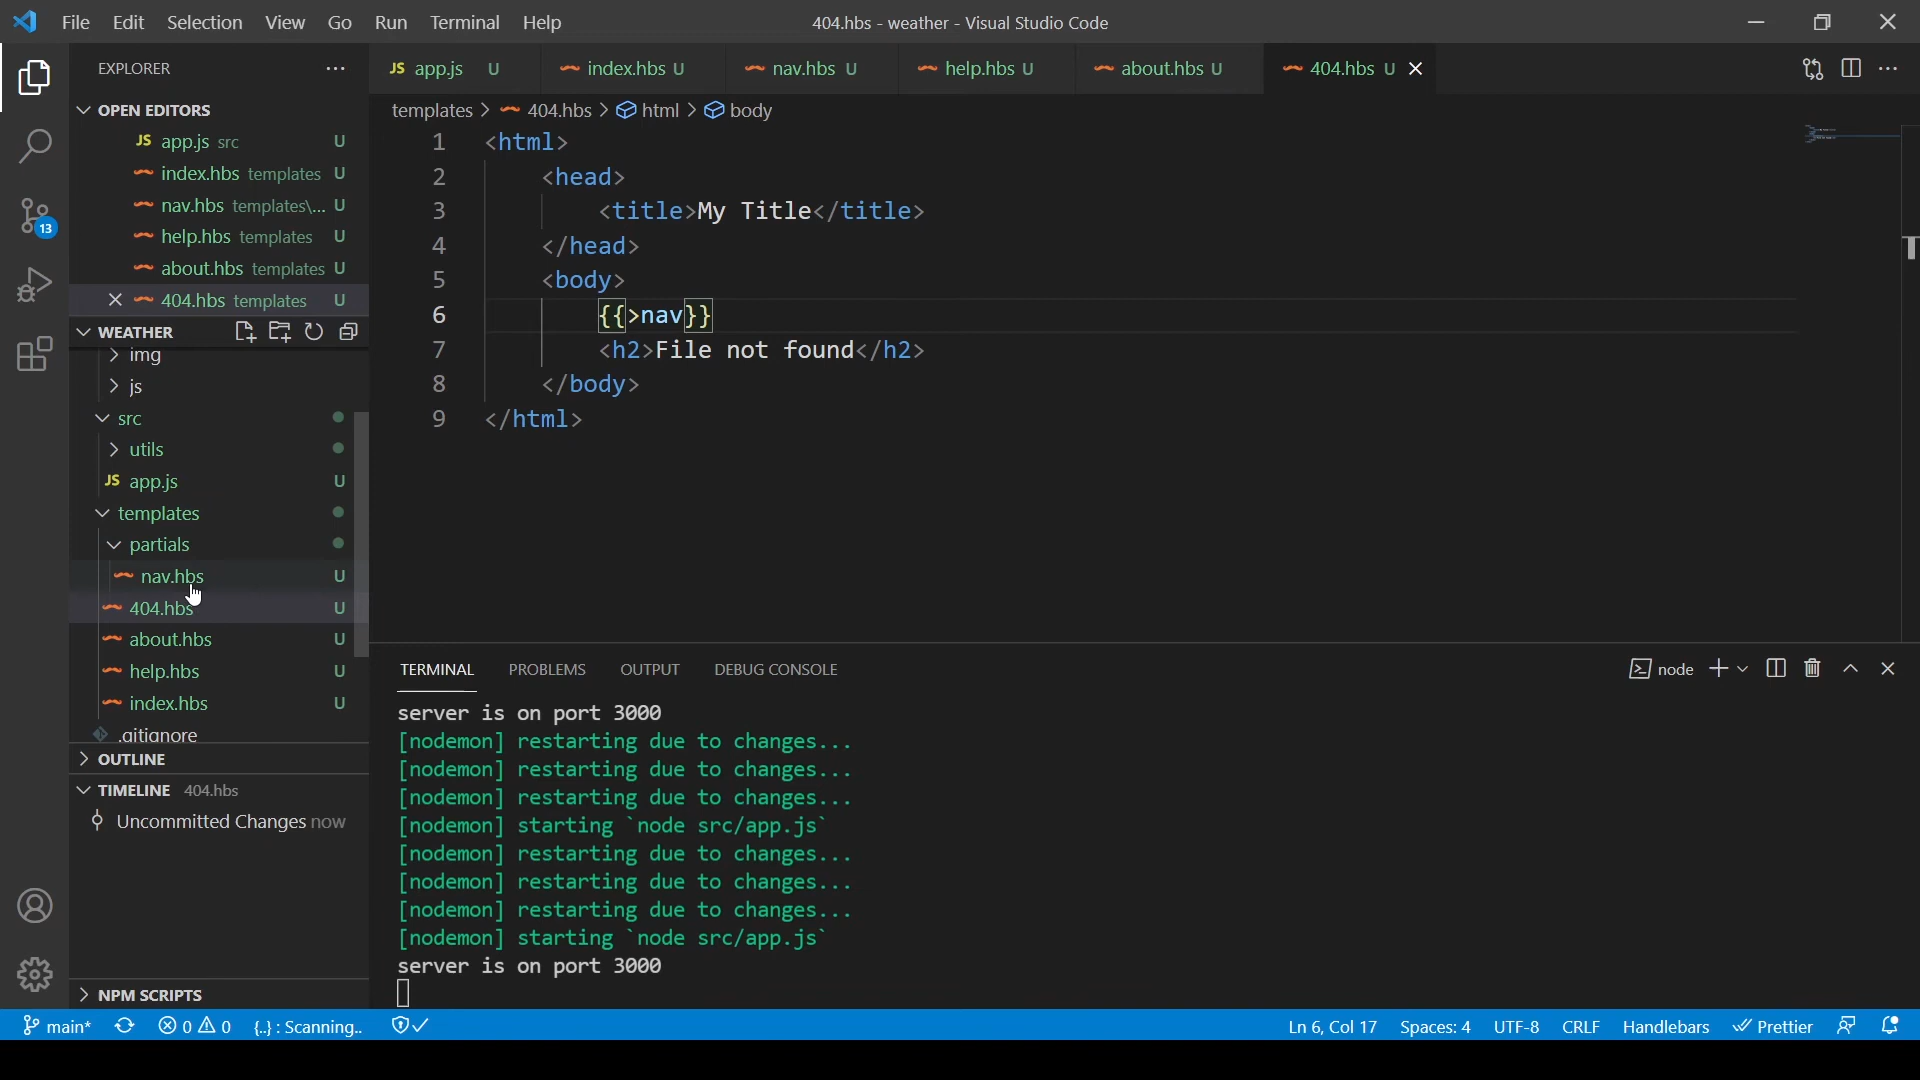 File Edit Selection View Go Run Terminal Help 404.hbs - weather - Visual Studio Code
EXPLORER ···
JS app.js U index.hbs U nav.hbs U help.hbs U about.hbs U 404.hbs U
OPEN EDITORS
JS app.js src U
index.hbs templates U
nav.hbs templates\... U
help.hbs templates U
about.hbs templates U
404.hbs templates U
WEATHER
img
js
src
utils
JS app.js U
templates
partials
nav.hbs U
404.hbs U
about.hbs U
help.hbs U
index.hbs U
.gitignore
OUTLINE
TIMELINE 404.hbs
Uncommitted Changes now
NPM SCRIPTS
13
templates > 404.hbs > html > body
1 <html>
2 <head>
3 <title>My Title</title>
4 </head>
5 <body>
6 {{>nav}}
7 <h2>File not found</h2>
8 </body>
9 </html>
TERMINAL PROBLEMS OUTPUT DEBUG CONSOLE node
server is on port 3000
[nodemon] restarting due to changes...
[nodemon] restarting due to changes...
[nodemon] restarting due to changes...
[nodemon] starting `node src/app.js`
[nodemon] restarting due to changes...
[nodemon] restarting due to changes...
[nodemon] restarting due to changes...
[nodemon] starting `node src/app.js`
server is on port 3000
main* 0 0 {..} : Scanning.. Ln 6, Col 17 Spaces: 4 UTF-8 CRLF Handlebars Prettier